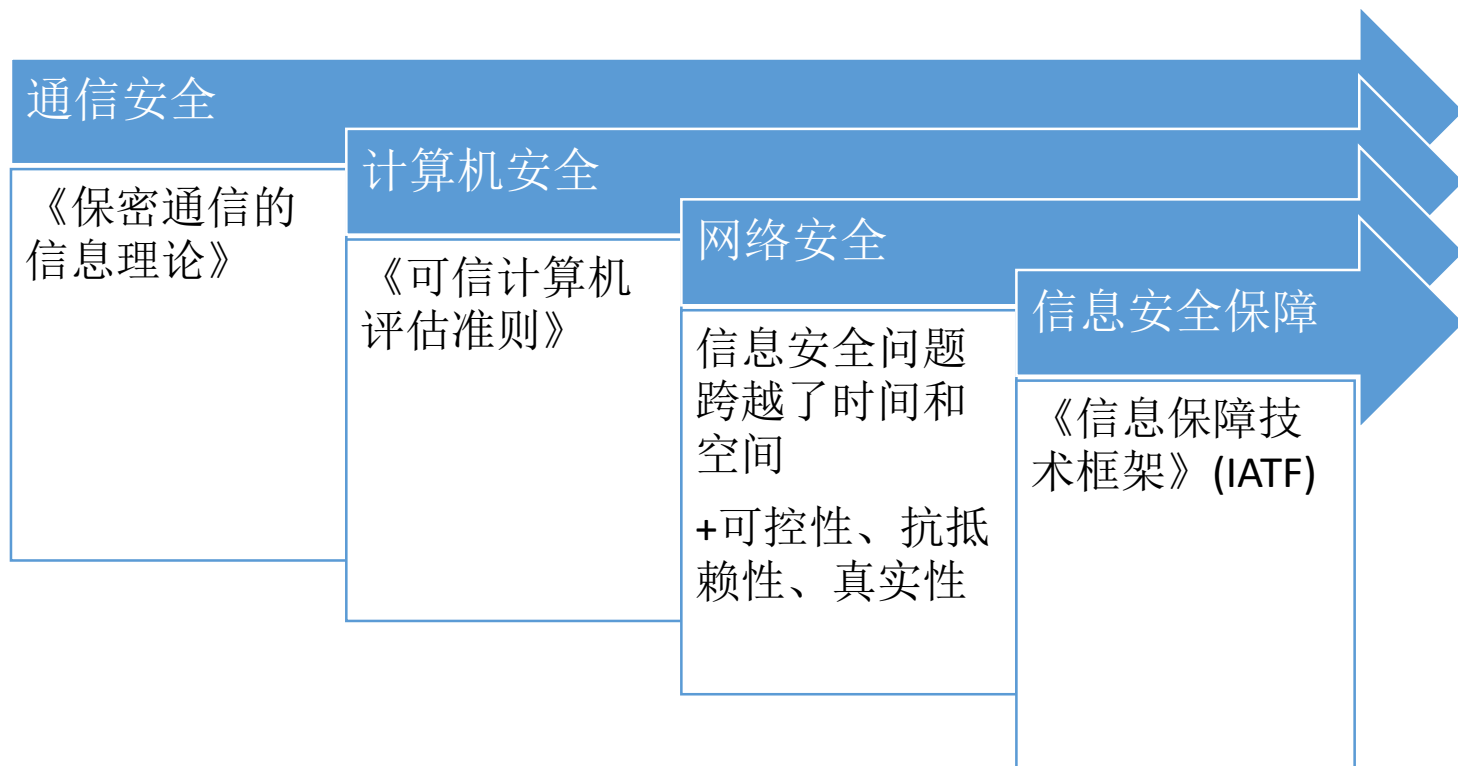 通信安全
《保密通信的
信息理论》
计算机安全
《可信计算机
评估准则》
网络安全
信息安全问题
跨越了时间和
空间
+可控性、抗抵
赖性、真实性
信息安全保障
《信息保障技
术框架》(IATF)